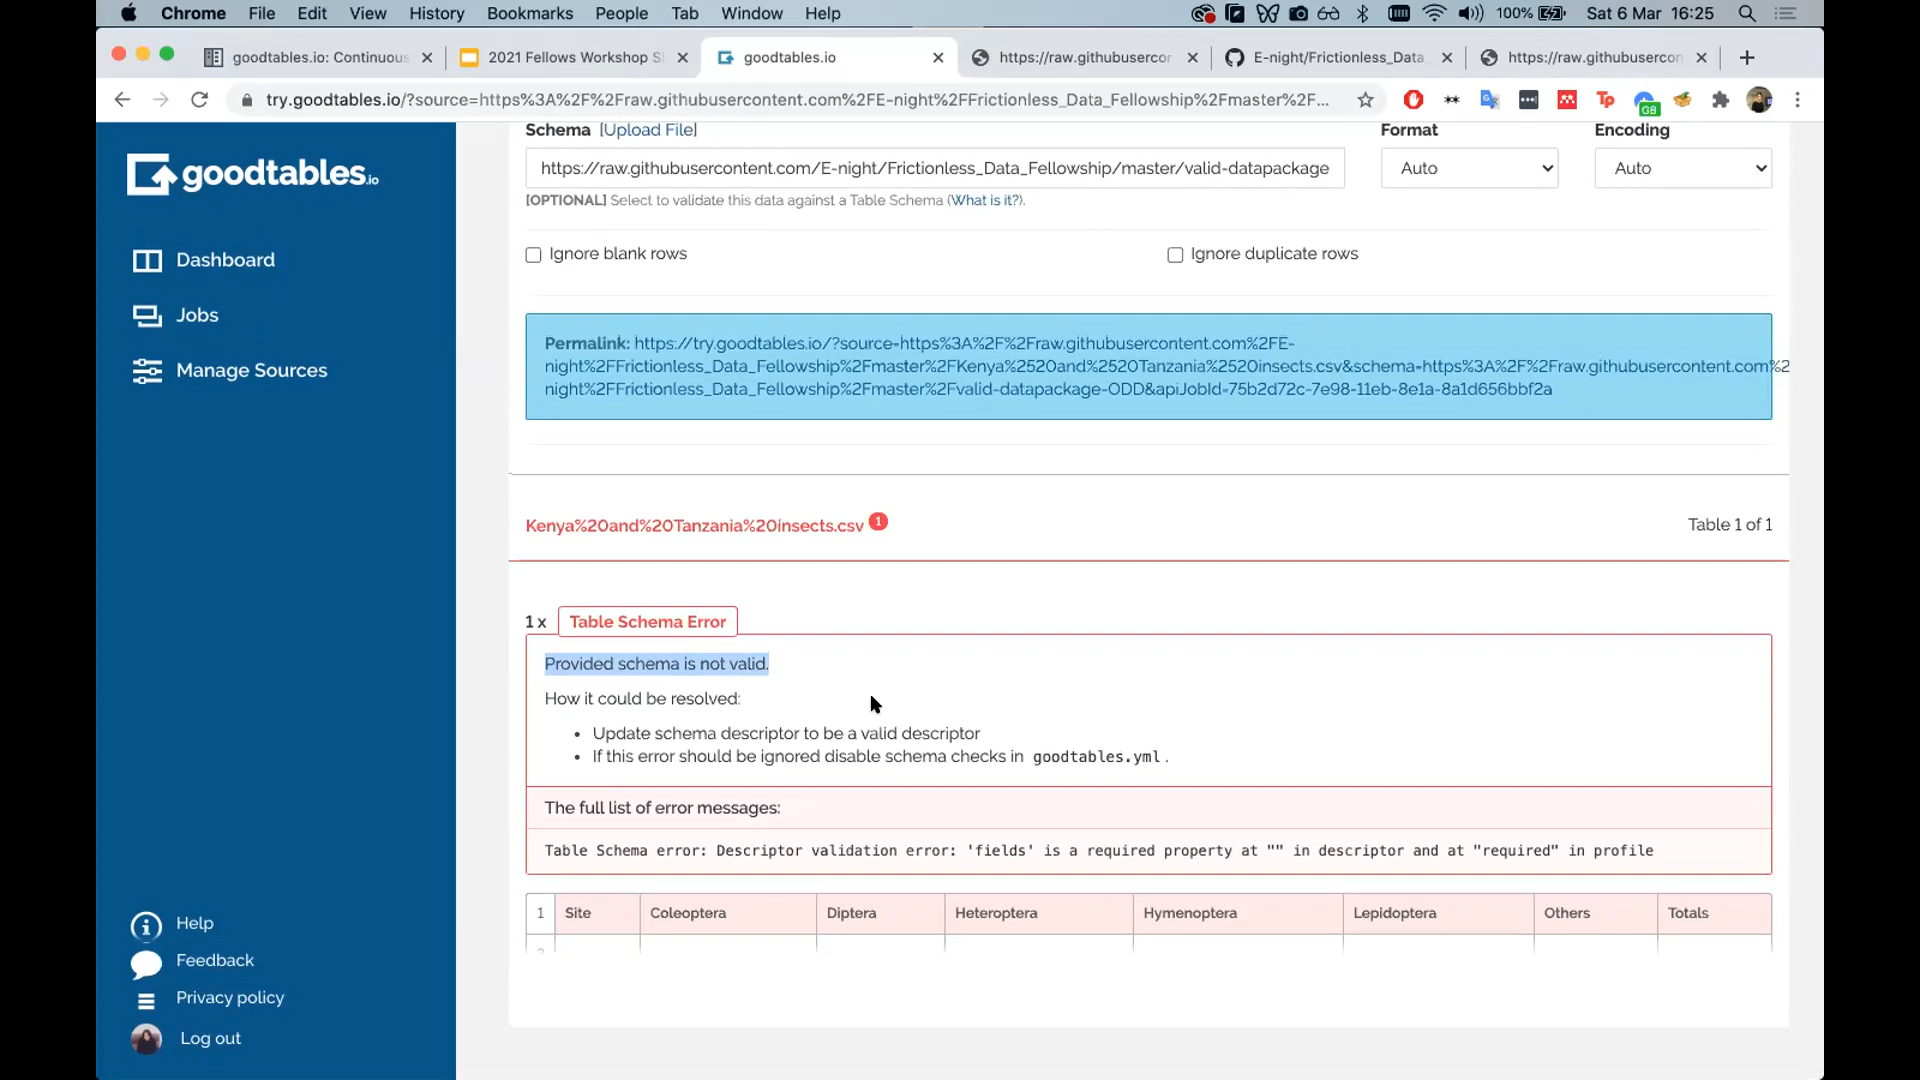 Chrome File Edit View History Bookmarks People Tab Window Help 100% Sat 6 Mar 16:25
goodtables.io: Continuous 2021 Fellows Workshop Sl goodtables.io https://raw.githubusercor E-night/Frictionless_Data_ https://raw.githubusercon
try.goodtables.io/?source=https%3A%2F%2Fraw.githubusercontent.com%2FE-night%2FFrictionless_Data_Fellowship%2Fmaster%2F... Tp GB
goodtables.io
Dashboard
Jobs
Manage Sources
Help
Feedback
Privacy policy
Log out
Schema [Upload File] Format Encoding
https://raw.githubusercontent.com/E-night/Frictionless_Data_Fellowship/master/valid-datapackage Auto Auto
[OPTIONAL] Select to validate this data against a Table Schema (What is it?).
Ignore blank rows Ignore duplicate rows
Permalink: https://try.goodtables.io/?source=https%3A%2F%2Fraw.githubusercontent.com%2FE-
night%2FFrictionless_Data_Fellowship%2Fmaster%2FKenya%2520and%2520Tanzania%2520insects.csv&schema=https%3A%2F%2Fraw.githubusercontent.com%2
night%2FFrictionless_Data_Fellowship%2Fmaster%2Fvalid-datapackage-ODD&apiJobId=75b2d72c-7e98-11eb-8e1a-8a1d656bbf2a
Kenya%20and%20Tanzania%20insects.csv 1 Table 1 of 1
1 x Table Schema Error
Provided schema is not valid.
How it could be resolved:
• Update schema descriptor to be a valid descriptor
• If this error should be ignored disable schema checks in goodtables.yml.
The full list of error messages:
Table Schema error: Descriptor validation error: 'fields' is a required property at "" in descriptor and at "required" in profile
1 Site Coleoptera Diptera Heteroptera Hymenoptera Lepidoptera Others Totals